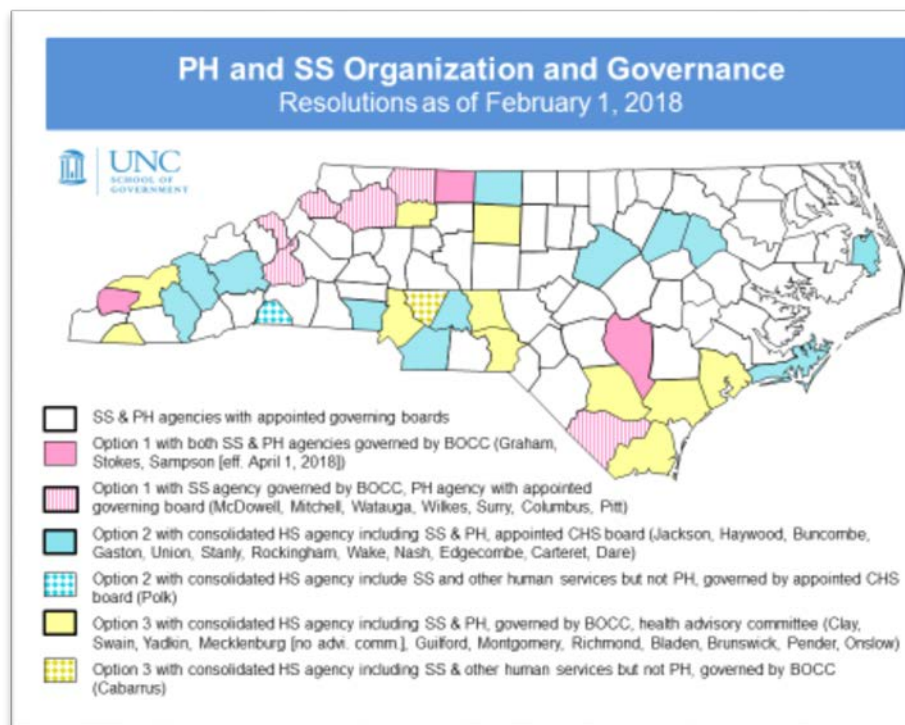 PH and SS Organization and Governance
Resolutions as of February 1, 2018
UNC
SCHOOL OF
GOVERNMENT
SS & PH agencies with appointed governing boards
Option 1 with both SS & PH agencies governed by BOCC (Graham,
Stokes, Sampson [eff. April 1, 2018])
Option 1 with SS agency governed by BOCC, PH agency with appointed
governing board (McDowell, Mitchell, Watauga, Wilkes, Surry, Columbus, Pitt)
Option 2 with consolidated HS agency including SS & PH, appointed CHS board (Jackson, Haywood, Buncombe,
Gaston, Union, Stanly, Rockingham, Wake, Nash, Edgecombe, Carteret, Dare)
Option 2 with consolidated HS agency include SS and other human services but not PH, governed by appointed CHS
board (Polk)
Option 3 with consolidated HS agency including SS & PH, governed by BOCC, health advisory committee (Clay,
Swain, Yadkin, Mecklenburg [no advi. comm.], Guilford, Montgomery, Richmond, Bladen, Brunswick, Pender, Onslow)
Option 3 with consolidated HS agency including SS & other human services but not PH, governed by BOCC
(Cabarrus)